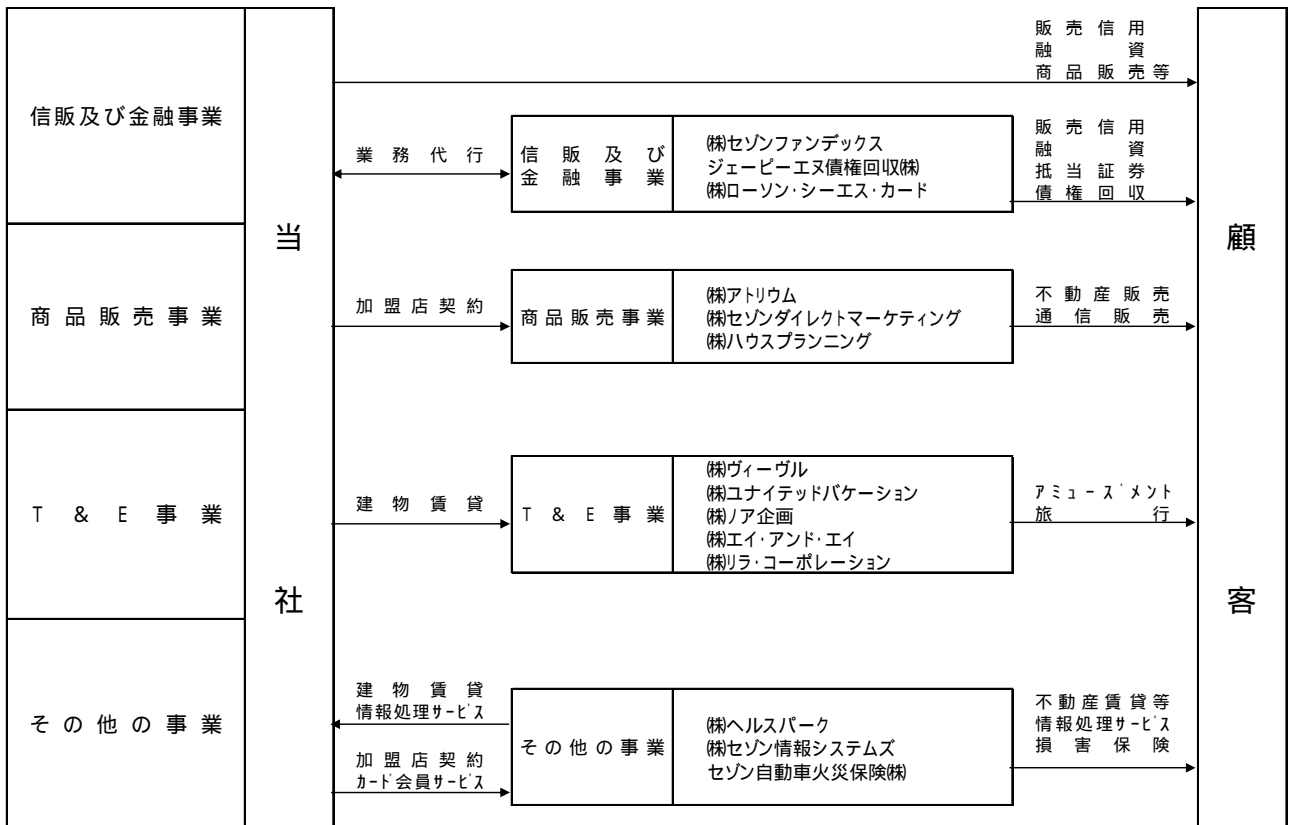 信販及び金融事業
商品販売事業
T & E 事業
その他の事業
当
社
販売信用
融資
商品販売等
業務代行
信販及び
金融事業
㈱セゾンファンデックス
ジェーピーエヌ債権回収㈱
㈱ローソン・シーエス・カード
販売信用
融資
抵当証券
債権回収
加盟店契約
商品販売事業
㈱アトリウム
㈱セゾンダイレクトマーケティング
㈱ハウスプランニング
不動産販売
通信販売
建物賃貸
T & E 事業
㈱ヴィーヴル
㈱ユナイテッドバケーション
㈱ノア企画
㈱エイ・アンド・エイ
㈱リラ・コーポレーション
ｱﾐｭｰｽﾞﾒﾝﾄ
旅行
建物賃貸
情報処理ｻｰﾋﾞｽ
加盟店契約
ｶｰﾄﾞ会員ｻｰﾋﾞｽ
その他の事業
㈱ヘルスパーク
㈱セゾン情報システムズ
セゾン自動車火災保険㈱
不動産賃貸等
情報処理ｻｰﾋﾞｽ
損害保険
顧
客